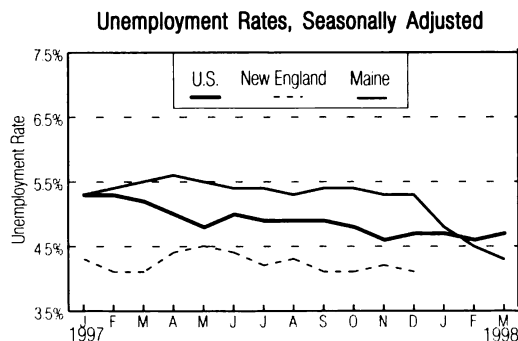 Unemployment Rates, Seasonally Adjusted
7.5%
U.S. New England Maine
6.5%
5.5%
4.5%
3.5%
Unemployment Rate
J F M A M J J A S O N D J F M
1997 1998